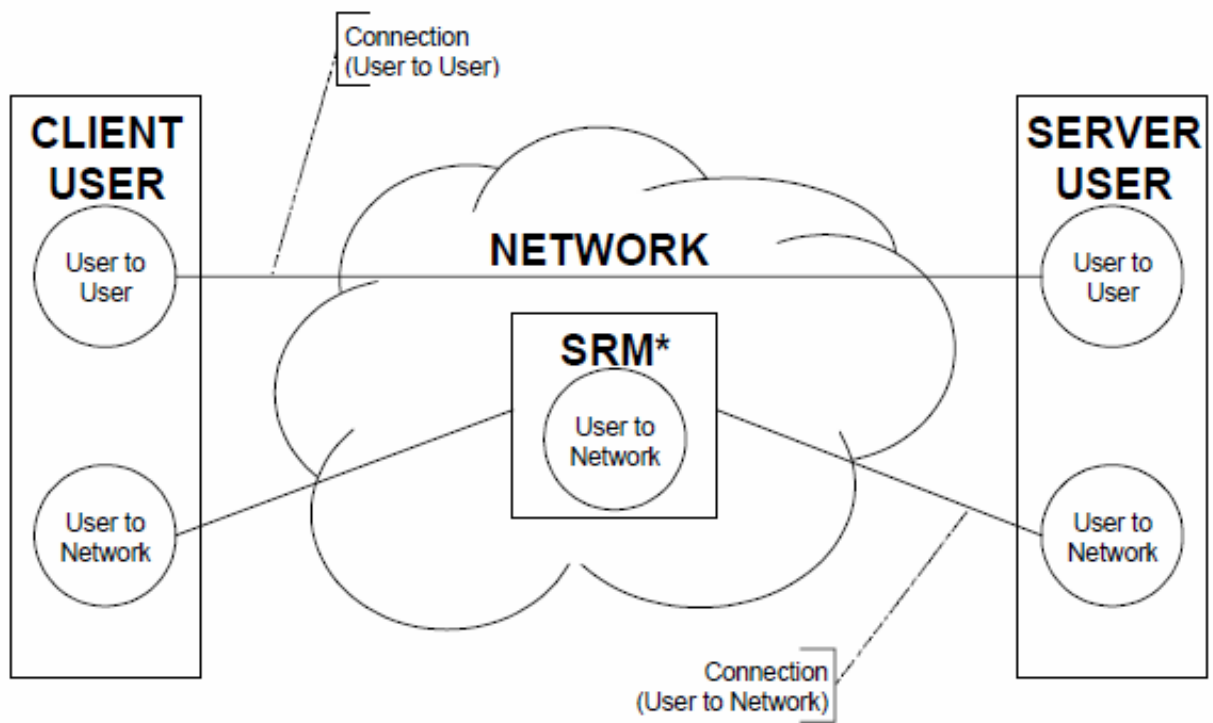 Connection
(User to User)
CLIENT
USER
SERVER
USER
NETWORK
User to
User
User to
User
SRM*
User to
Network
User to
Network
User to
Network
Connection
(User to Network)